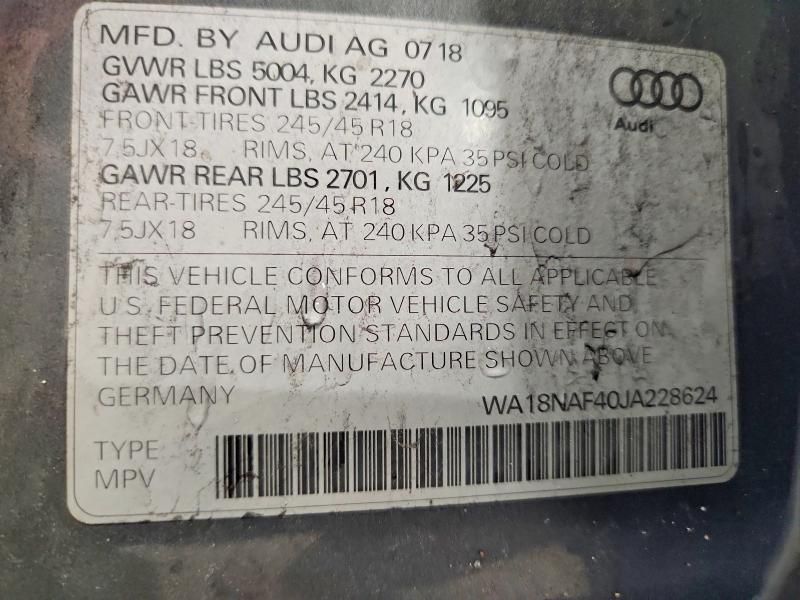 MFD. BY AUDI AG 07 18
GVWR LBS 5004, KG 2270
GAWR FRONT LBS 2414, KG 1095
FRONT-TIRES 245/45 R18
7,5JX18 RIMS, AT 240 KPA 35 PSI COLD
GAWR REAR LBS 2701, KG 1225
REAR-TIRES 245/45 R18
7,5JX18 RIMS, AT 240 KPA 35 PSI COLD
Audi
THIS VEHICLE CONFORMS TO ALL APPLICABLE
U.S. FEDERAL MOTOR VEHICLE SAFETY AND
THEFT PREVENTION STANDARDS IN EFFECT ON
THE DATE OF MANUFACTURE SHOWN ABOVE
GERMANY WA18NAF40JA228624
TYPE:
MPV